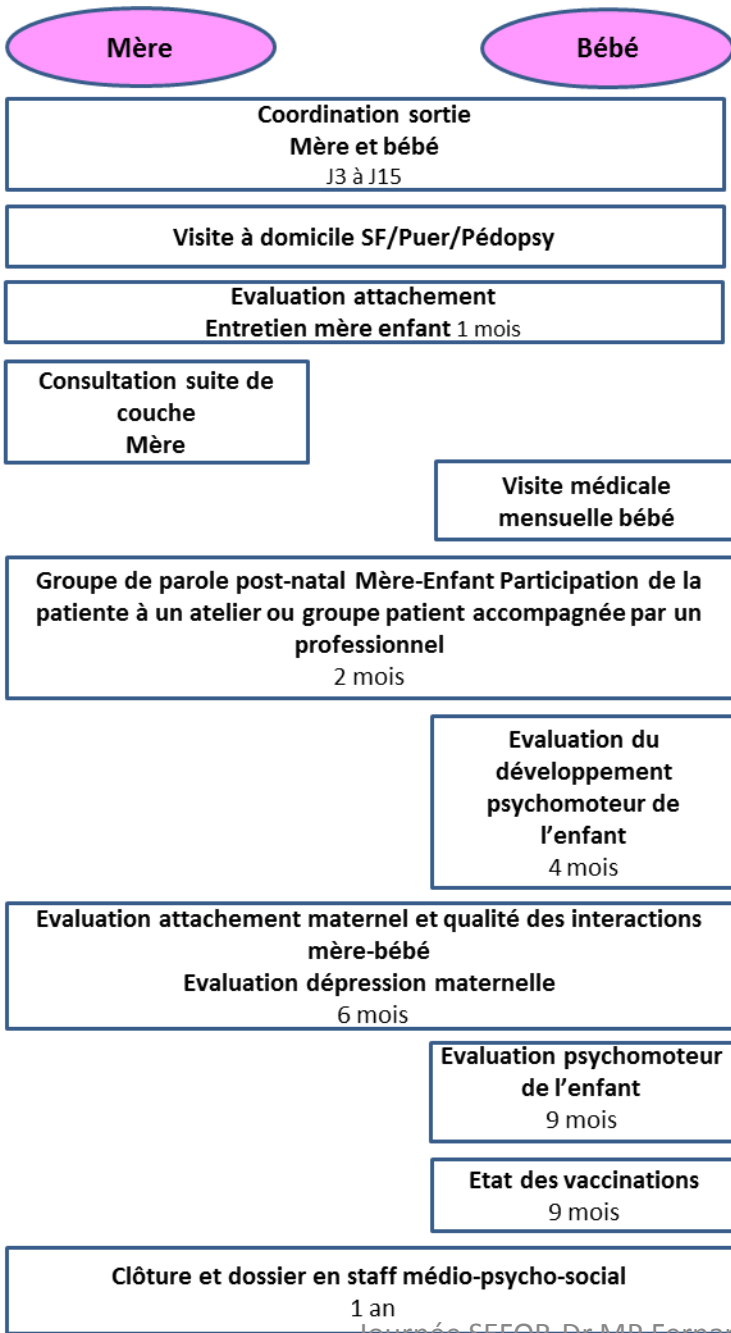 Mère
Bébé
Coordination sortie
Mère et bébé
J3 à J15
Visite à domicile SF/Puer/Pédopsy
Evaluation attachement
Entretien mère enfant 1 mois
Consultation suite de
couche
Mère
Visite médicale
mensuelle bébé
Groupe de parole post-natal Mère-Enfant Participation de la
patiente à un atelier ou groupe patient accompagnée par un
professionnel
2 mois
Evaluation du
développement
psychomoteur de
l'enfant
4 mois
Evaluation attachement maternel et qualité des interactions
mère-bébé
Evaluation dépression maternelle
6 mois
Evaluation psychomoteur
de l'enfant
9 mois
Etat des vaccinations
9 mois
Clôture et dossier en staff médio-psycho-social
1 an